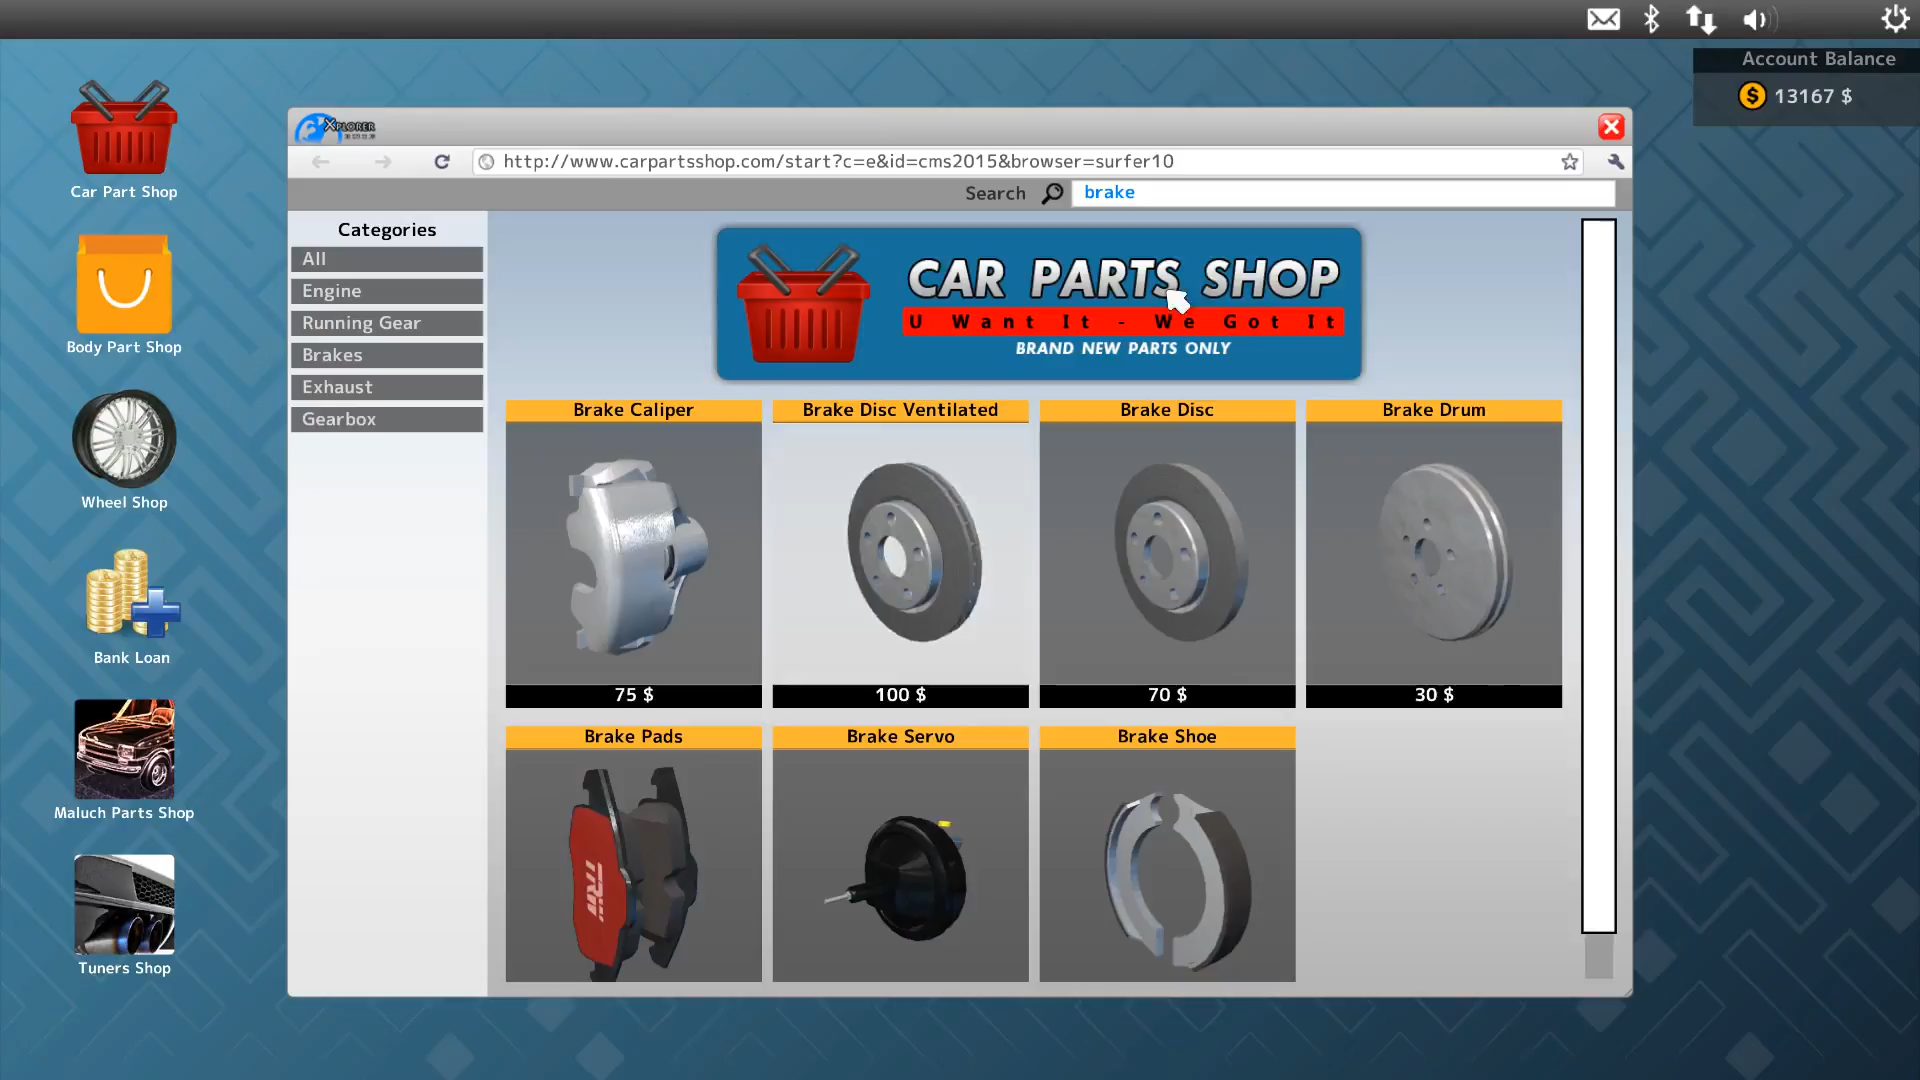 Account Balance
13167 $
Car Part Shop
Body Part Shop
Wheel Shop
Bank Loan
Maluch Parts Shop
Tuners Shop
XPLORER
http://www.carpartsshop.com/start?c=e&id=cms2015&browser=surfer10
Search
brake
Categories
All
Engine
Running Gear
Brakes
Exhaust
Gearbox
CAR PARTS SHOP
U Want It - We Got It
BRAND NEW PARTS ONLY
Brake Caliper
Brake Disc Ventilated
Brake Disc
Brake Drum
75 $
100 $
70 $
30 $
Brake Pads
Brake Servo
Brake Shoe
TRW